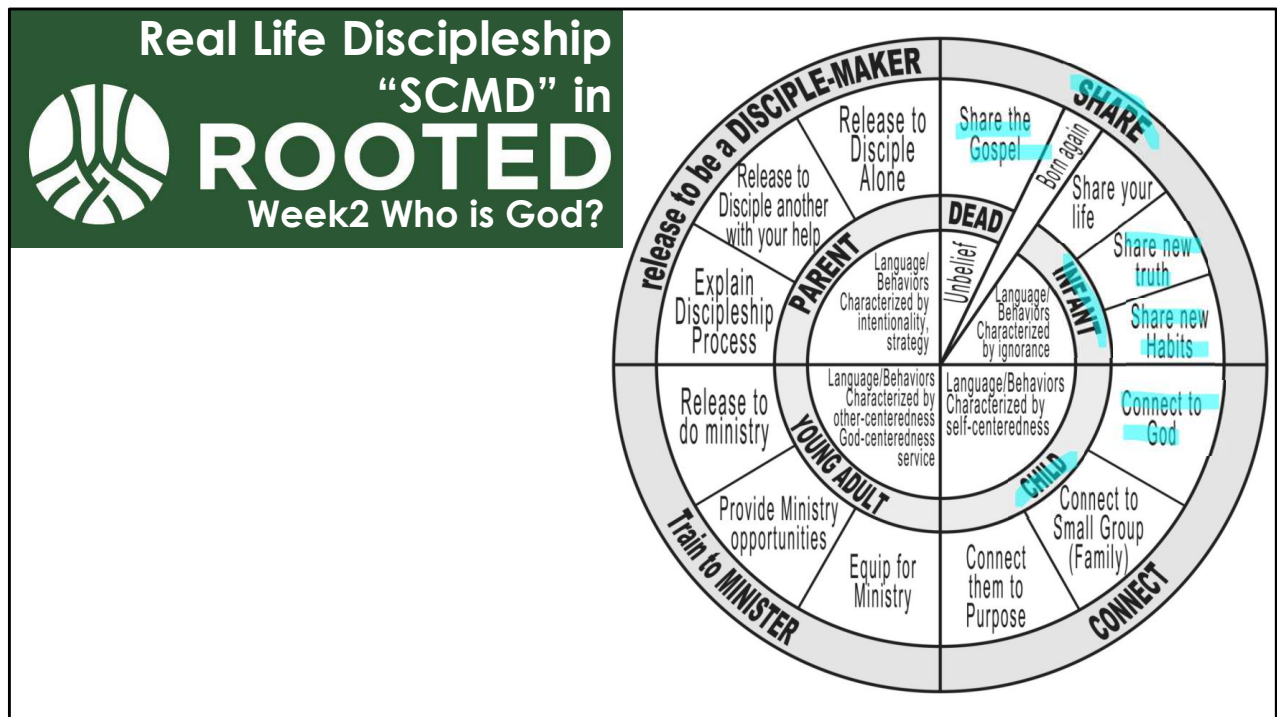 Real Life Discipleship
“SCMD” in
ROOTED
Week2 Who is God?
SHARE
Share the
Gospel
Born again
Share your
life
Share new
truth
Share new
Habits
DEAD
Unbelief
INFANT
Language/
Behaviors
Characterized
by ignorance
CONNECT
Connect to
God
Connect to
Small Group
(Family)
Connect
them to
Purpose
CHILD
Language/Behaviors
Characterized by
self-centeredness
Train to MINISTER
Equip for
Ministry
Provide Ministry
opportunities
Release to
do ministry
YOUNG ADULT
Language/Behaviors
Characterized by
other-centeredness
God-centeredness
service
release to be a DISCIPLE-MAKER
Explain
Discipleship
Process
Release to
Disciple another
with your help
Release to
Disciple
Alone
PARENT
Language/
Behaviors
Characterized by
intentionality,
strategy